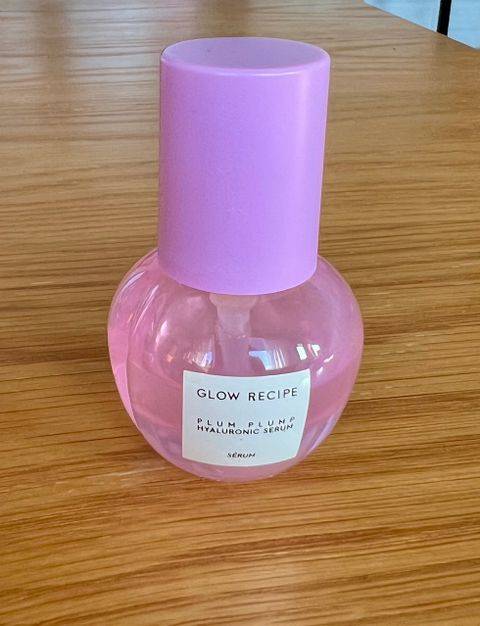 GLOW RECIPE
PLUM PLUMP
HYALURONIC SERUM
SÉRUM